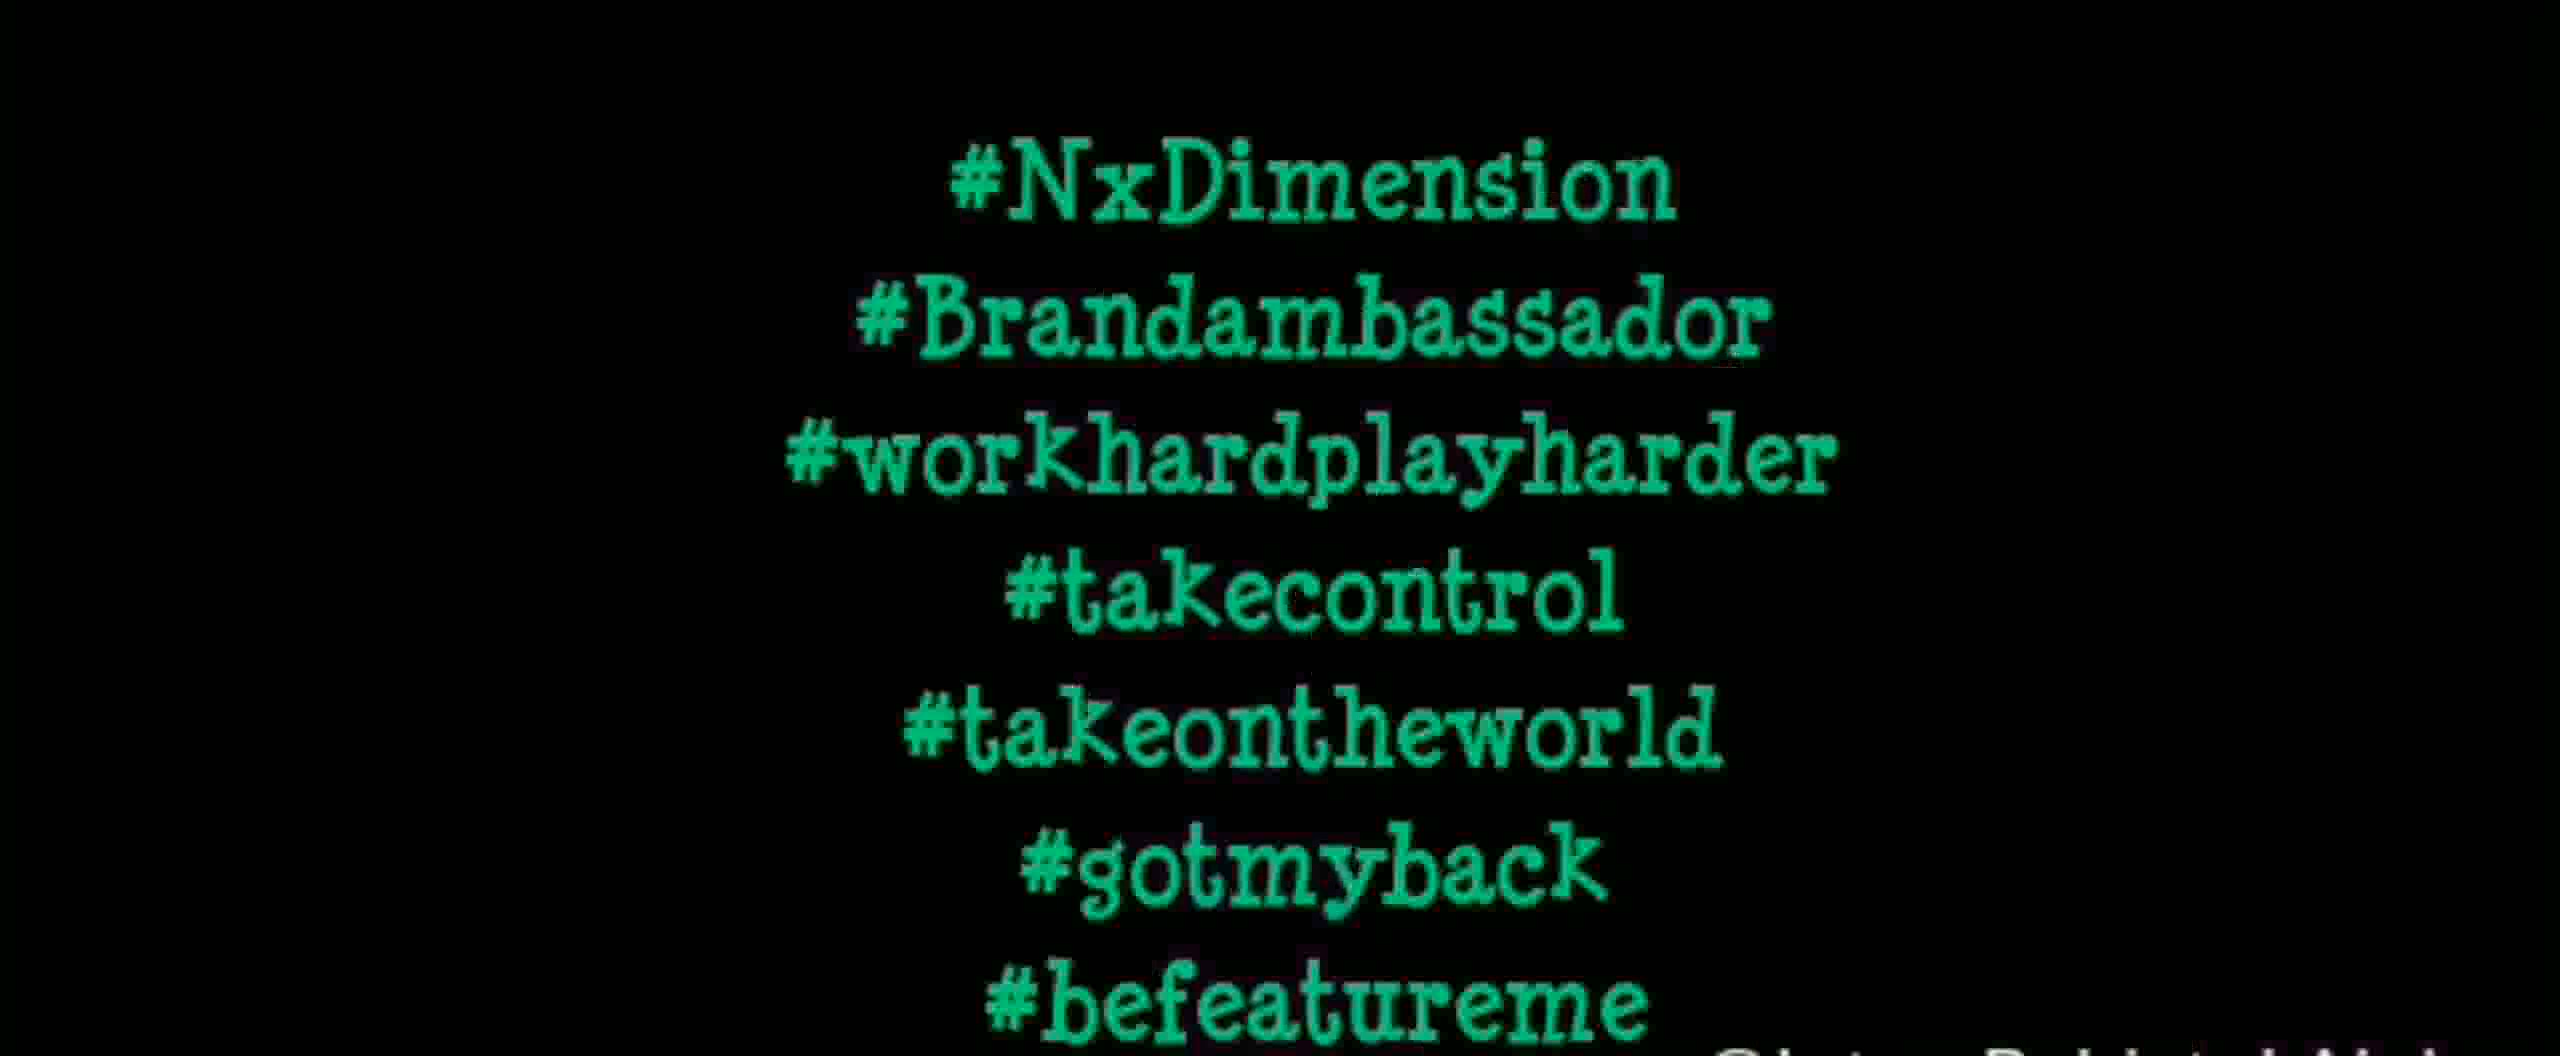 #NxDimension
#Brandambassador
#workhardplayharder
#takecontrol
#takeontheworld
#gotmyback
#befeatureme